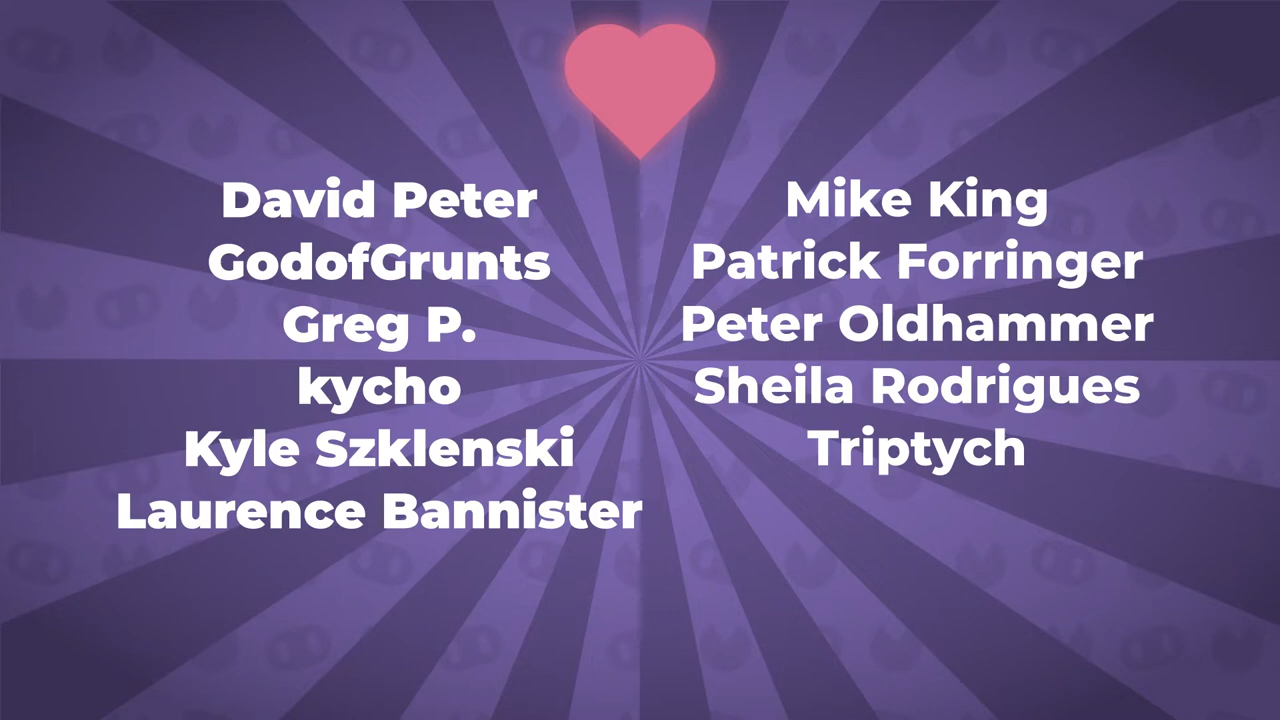 David Peter
GodofGrunts
Greg P.
kycho
Kyle Szklenski
Laurence Bannister
Mike King
Patrick Forringer
Peter Oldhammer
Sheila Rodrigues
Triptych